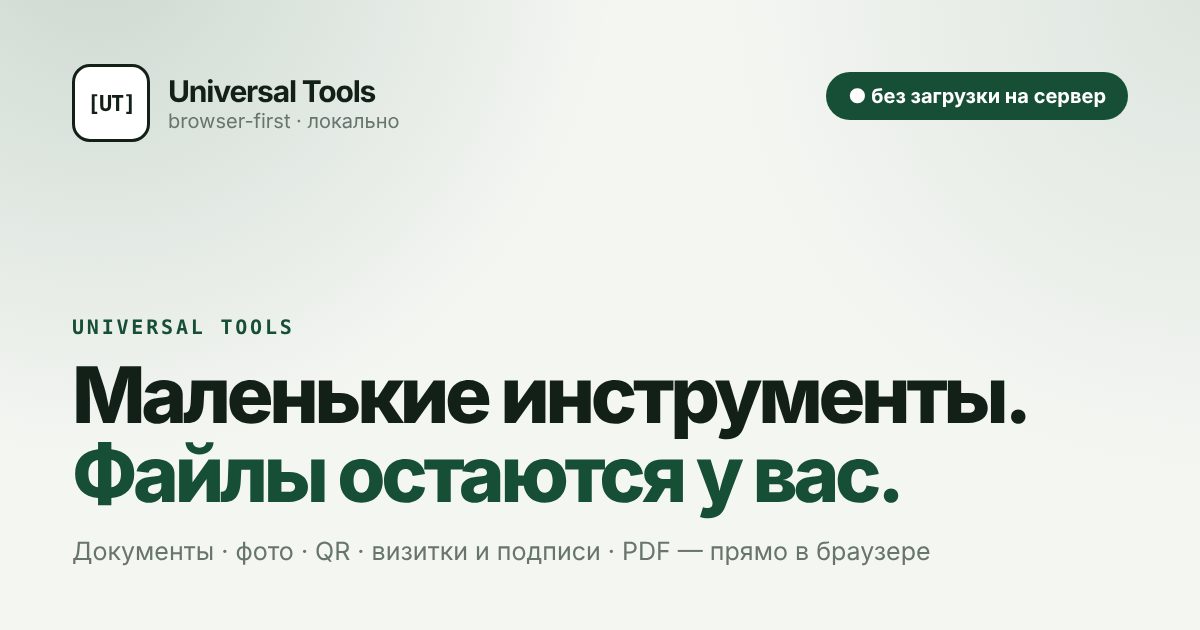 [UT]
Universal Tools
browser-first · локально
без загрузки на сервер
UNIVERSAL TOOLS
Маленькие инструменты.
Файлы остаются у вас.
Документы · фото · QR · визитки и подписи · PDF — прямо в браузере